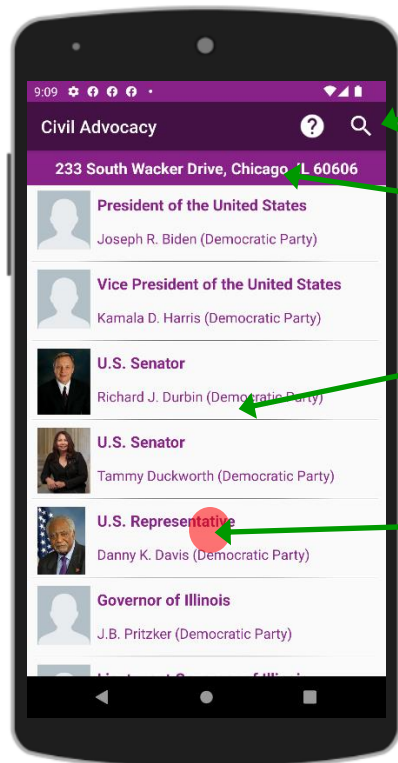 9:09
Civil Advocacy
233 South Wacker Drive, Chicago, IL 60606
President of the United States
Joseph R. Biden (Democratic Party)
Vice President of the United States
Kamala D. Harris (Democratic Party)
U.S. Senator
Richard J. Durbin (Democratic Party)
U.S. Senator
Tammy Duckworth (Democratic Party)
U.S. Representative
Danny K. Davis (Democratic Party)
Governor of Illinois
J.B. Pritzker (Democratic Party)